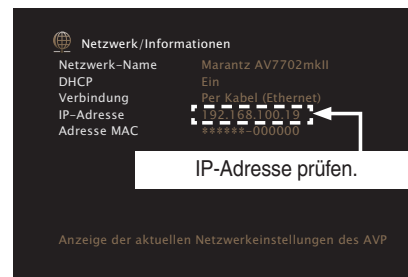 Netzwerk/Informationen
Netzwerk-Name Marantz AV7702mkII
DHCP Ein
Verbindung Per Kabel (Ethernet)
IP-Adresse 192.168.100.19
Adresse MAC ******-000000
IP-Adresse prüfen.
Anzeige der aktuellen Netzwerkeinstellungen des AVP